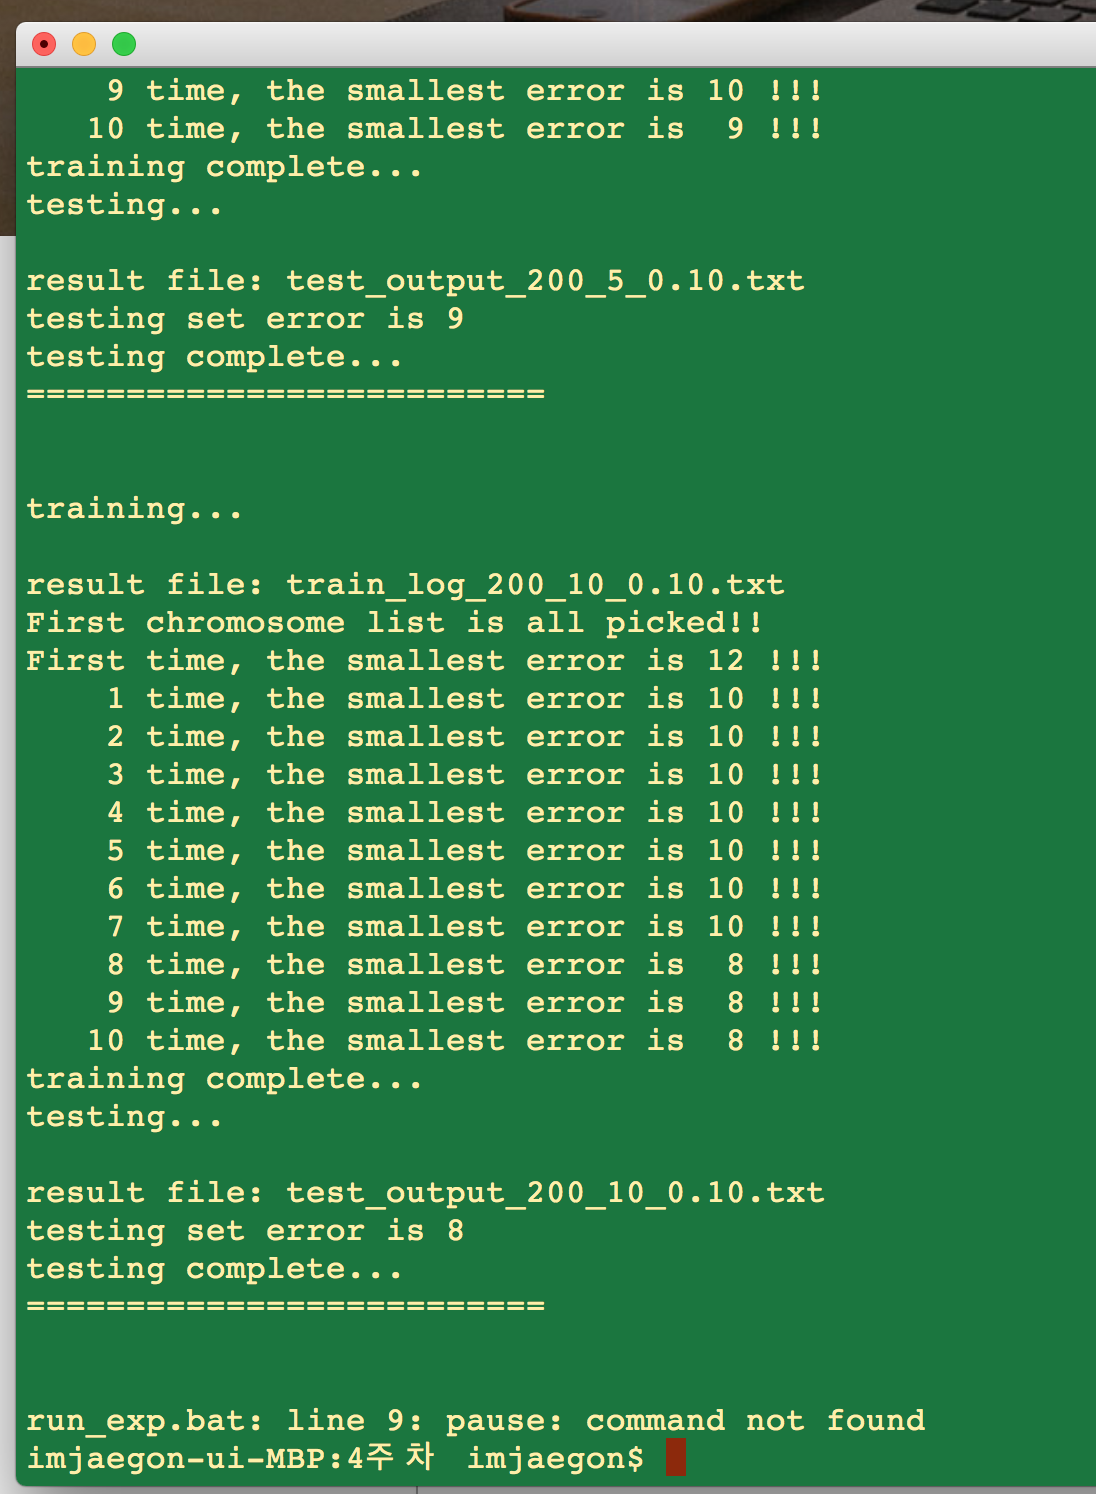 9 time, the smallest error is 10 !!!
10 time, the smallest error is  9 !!!
training complete...
testing...
result file: test_output_200_5_0.10.txt
testing set error is 9
testing complete...
==========================
training...
result file: train_log_200_10_0.10.txt
First chromosome list is all picked!!
First time, the smallest error is 12 !!!
1 time, the smallest error is 10 !!!
2 time, the smallest error is 10 !!!
3 time, the smallest error is 10 !!!
4 time, the smallest error is 10 !!!
5 time, the smallest error is 10 !!!
6 time, the smallest error is 10 !!!
7 time, the smallest error is 10 !!!
8 time, the smallest error is  8 !!!
9 time, the smallest error is  8 !!!
10 time, the smallest error is  8 !!!
training complete...
testing...
result file: test_output_200_10_0.10.txt
testing set error is 8
testing complete...
==========================
run_exp.bat: line 9: pause: command not found
imjaegon-ui-MBP:4주차 imjaegon$